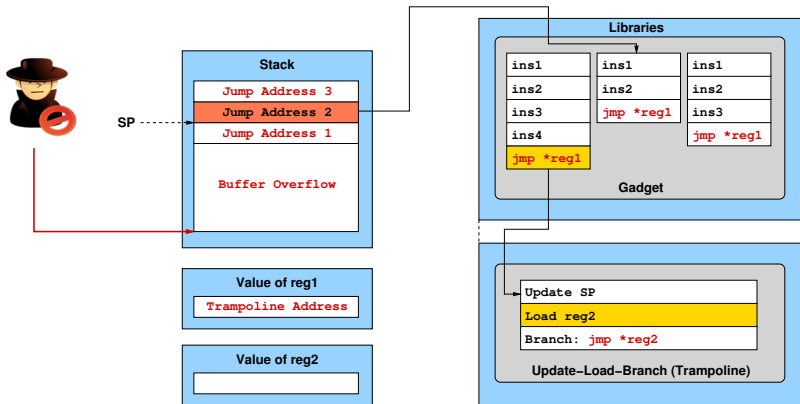 Stack
Jump Address 3
Jump Address 2
SP
Jump Address 1
Buffer Overflow
Value of reg1
Trampoline Address
Value of reg2
Libraries
ins1
ins2
ins3
ins4
jmp *reg1
ins1
ins2
jmp *reg1
ins1
ins2
ins3
jmp *reg1
Gadget
Update SP
Load reg2
Branch: jmp *reg2
Update−Load−Branch (Trampoline)